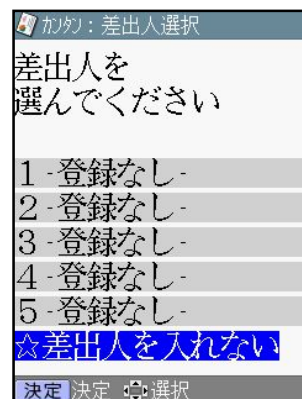 カンタン：差出人選択
差出人を
選んでください
1 -登録なし-
2 -登録なし-
3 -登録なし-
4 -登録なし-
5 -登録なし-
☆差出人を入れない
決定 決定 選択